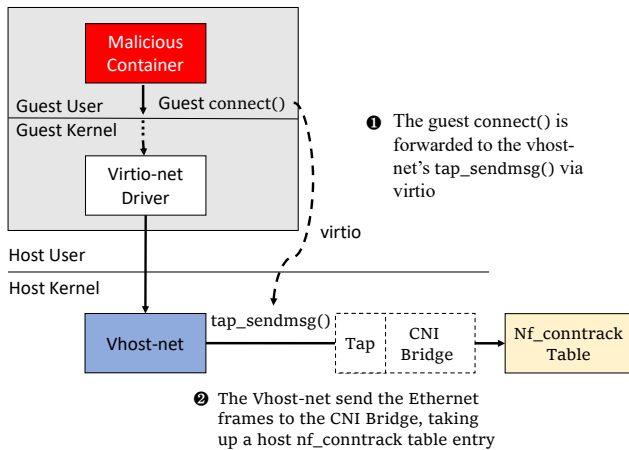 Malicious
Container
Guest User
Guest connect()
Guest Kernel
❶ The guest connect() is
forwarded to the vhost-
net's tap_sendmsg() via
virtio
Virtio-net
Driver
virtio
Host User
Host Kernel
Vhost-net
tap_sendmsg()
Tap
CNI
Bridge
Nf_conntrack
Table
❷ The Vhost-net send the Ethernet
frames to the CNI Bridge, taking
up a host nf_conntrack table entry